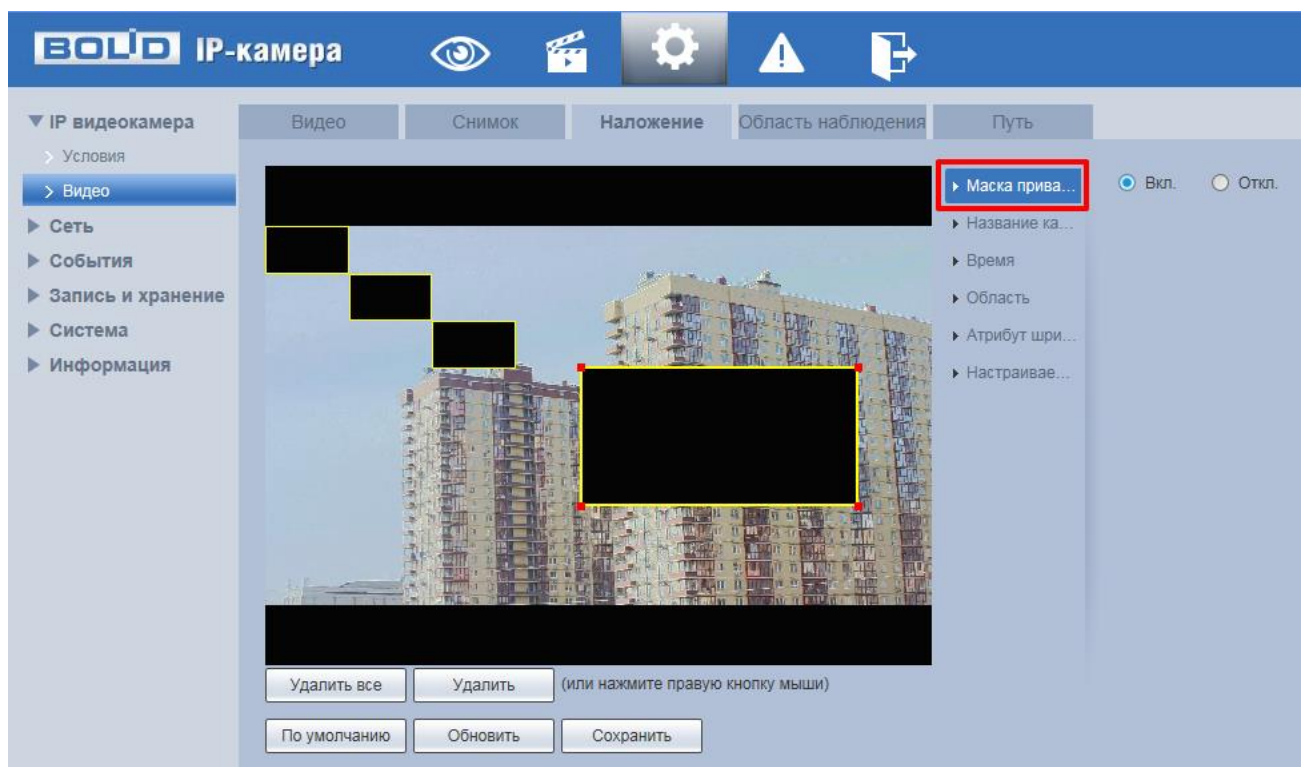 BOLID IP-камера
IP видеокамера
Условия
Видео
Сеть
События
Запись и хранение
Система
Информация
Видео Снимок Наложение Область наблюдения Путь
Маска прива...
Название ка...
Время
Область
Атрибут шри...
Настраивае...
Вкл. Откл.
Удалить все Удалить (или нажмите правую кнопку мыши)
По умолчанию Обновить Сохранить